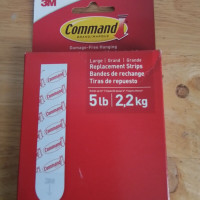 3M
Command
Damage-Free Hanging
Large | Grand | Grande
Replacement Strips
Bandes de rechange
Tiras de repuesto
5 lb | 2,2 kg